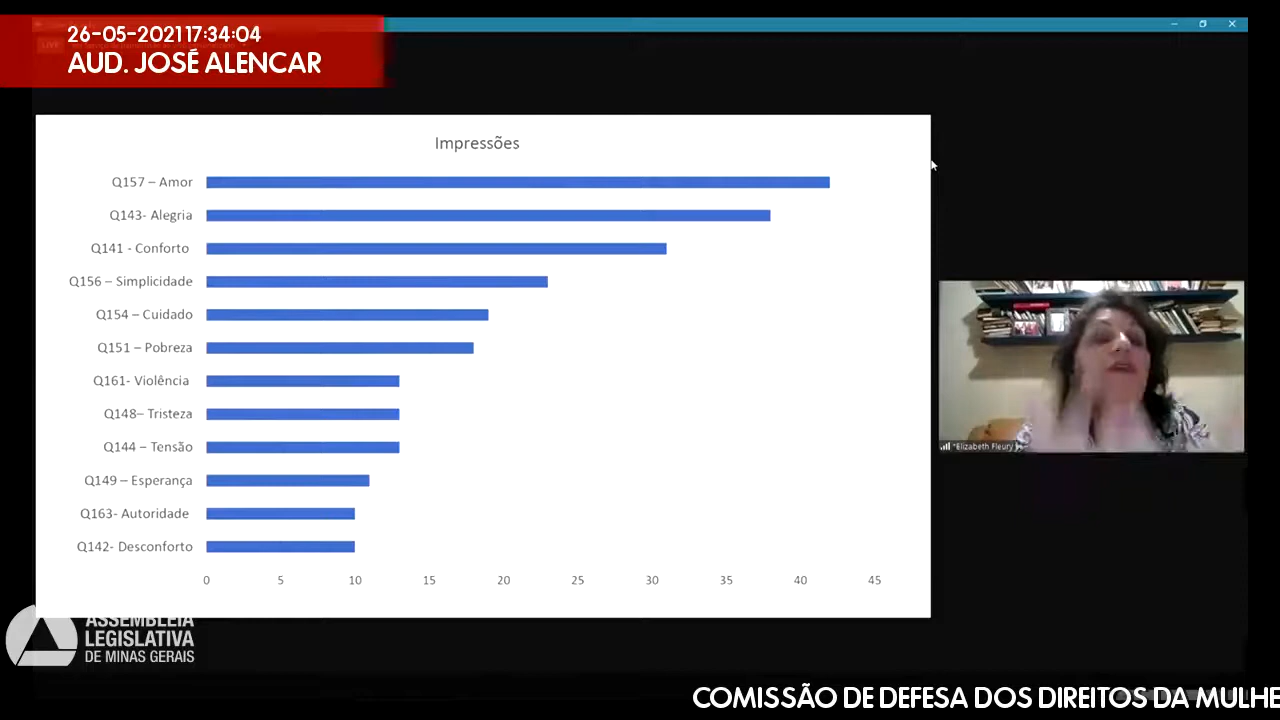 26-05-2021 17:34:04
AUD. JOSÉ ALENCAR
Impressões
Q157 – Amor
Q143- Alegria
Q141 - Conforto
Q156 – Simplicidade
Q154 – Cuidado
Q151 – Pobreza
Q161- Violência
Q148– Tristeza
Q144 – Tensão
Q149 – Esperança
Q163- Autoridade
Q142- Desconforto
0 5 10 15 20 25 30 35 40 45
*Elizabeth Fleury
ASSEMBLEIA
LEGISLATIVA
DE MINAS GERAIS
COMISSÃO DE DEFESA DOS DIREITOS DA MULHE